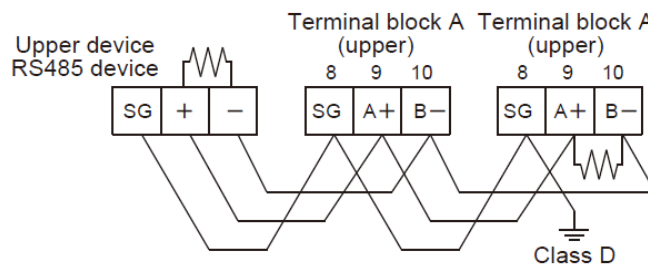 Upper device
RS485 device
Terminal block A
(upper)
Terminal block A
(upper)
8 9 10
8 9 10
SG + −
SG A+ B−
SG A+ B−
Class D